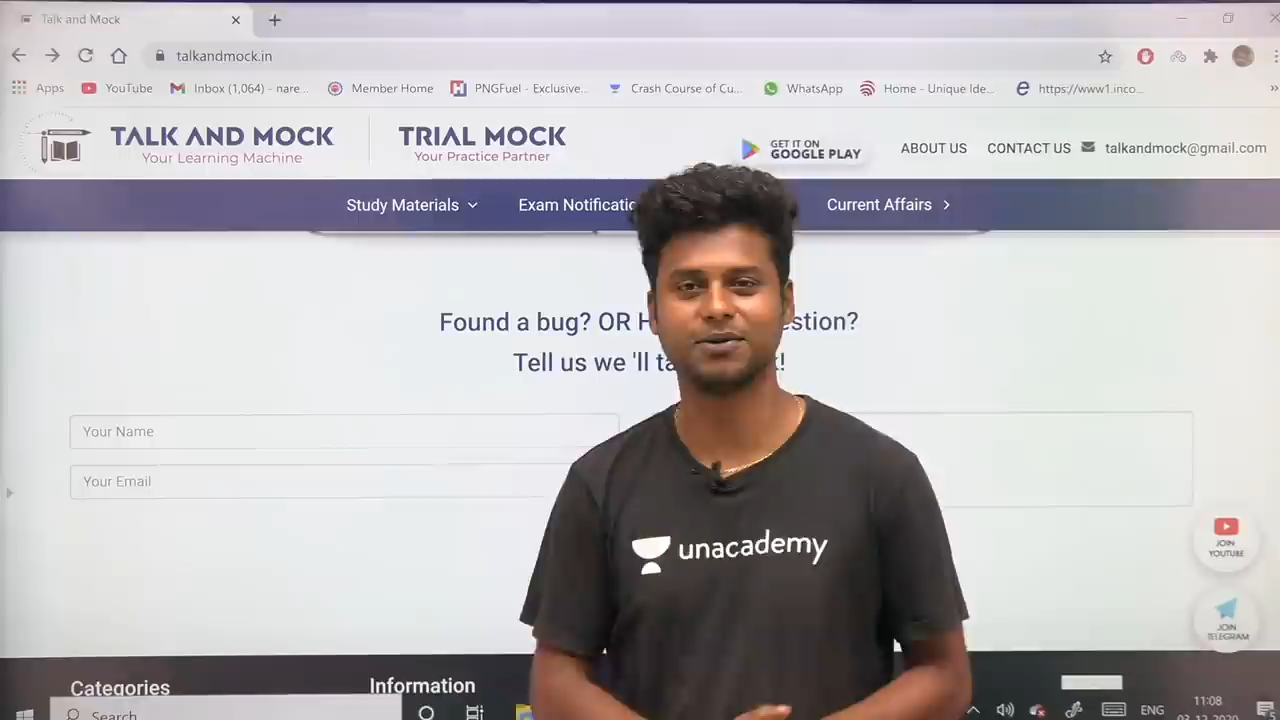 Talk and Mock
talkandmock.in
Apps YouTube Inbox (1,064) - nare... Member Home PNGFuel - Exclusive... Crash Course of Cu... WhatsApp Home - Unique Ide... https://www1.inco... »
TALK AND MOCK
Your Learning Machine
TRIAL MOCK
Your Practice Partner
GET IT ON
GOOGLE PLAY
ABOUT US CONTACT US talkandmock@gmail.com
Study Materials Exam Notificatio Current Affairs
Found a bug? OR H stion?
Tell us we 'll ta !
Your Name
Your Email
unacademy
JOIN
YOUTUBE
JOIN
TELEGRAM
Categories Information
Search
ENG 11:08
03-12-2020